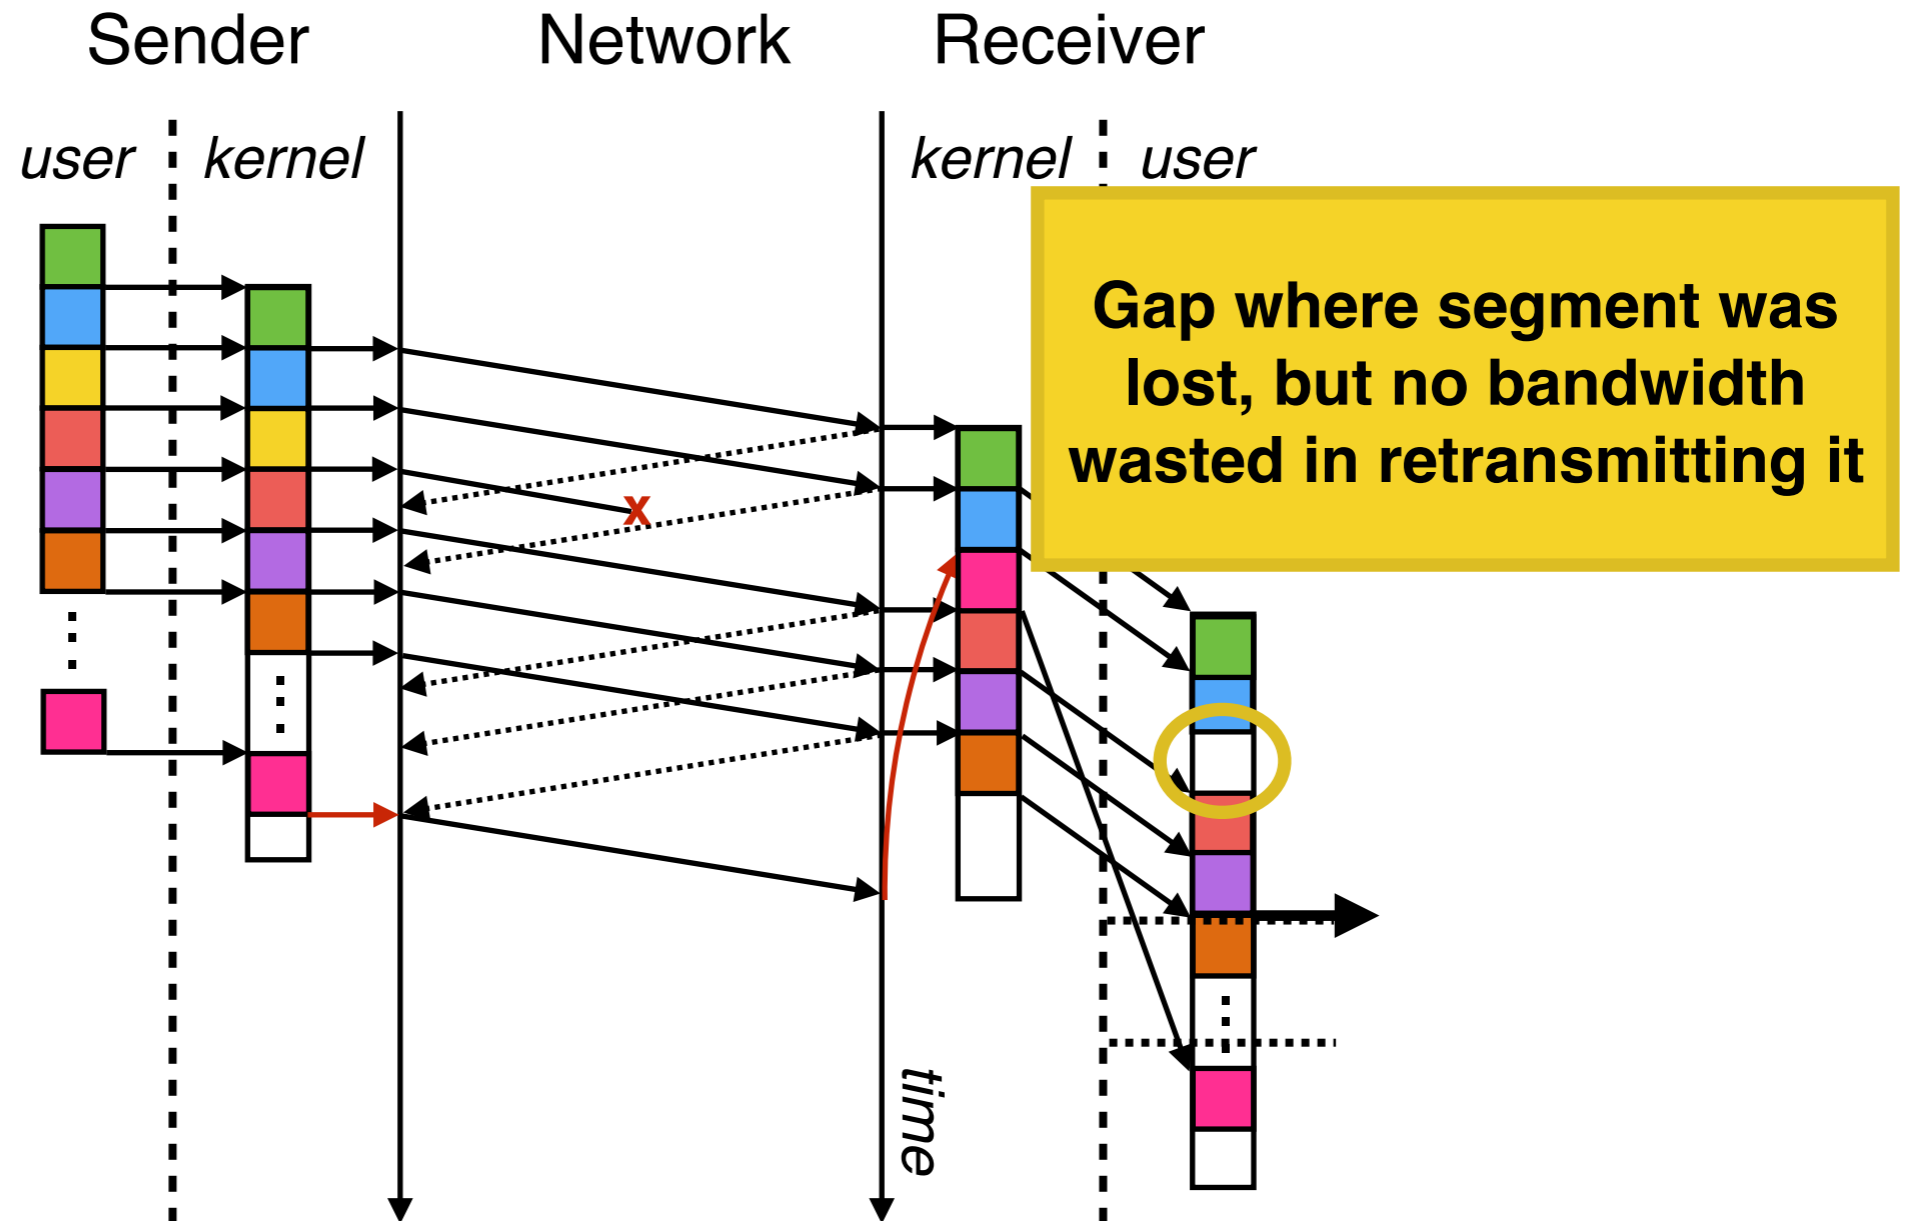 Sender Network Receiver
user kernel kernel user
Gap where segment was
lost, but no bandwidth
wasted in retransmitting it
x
time